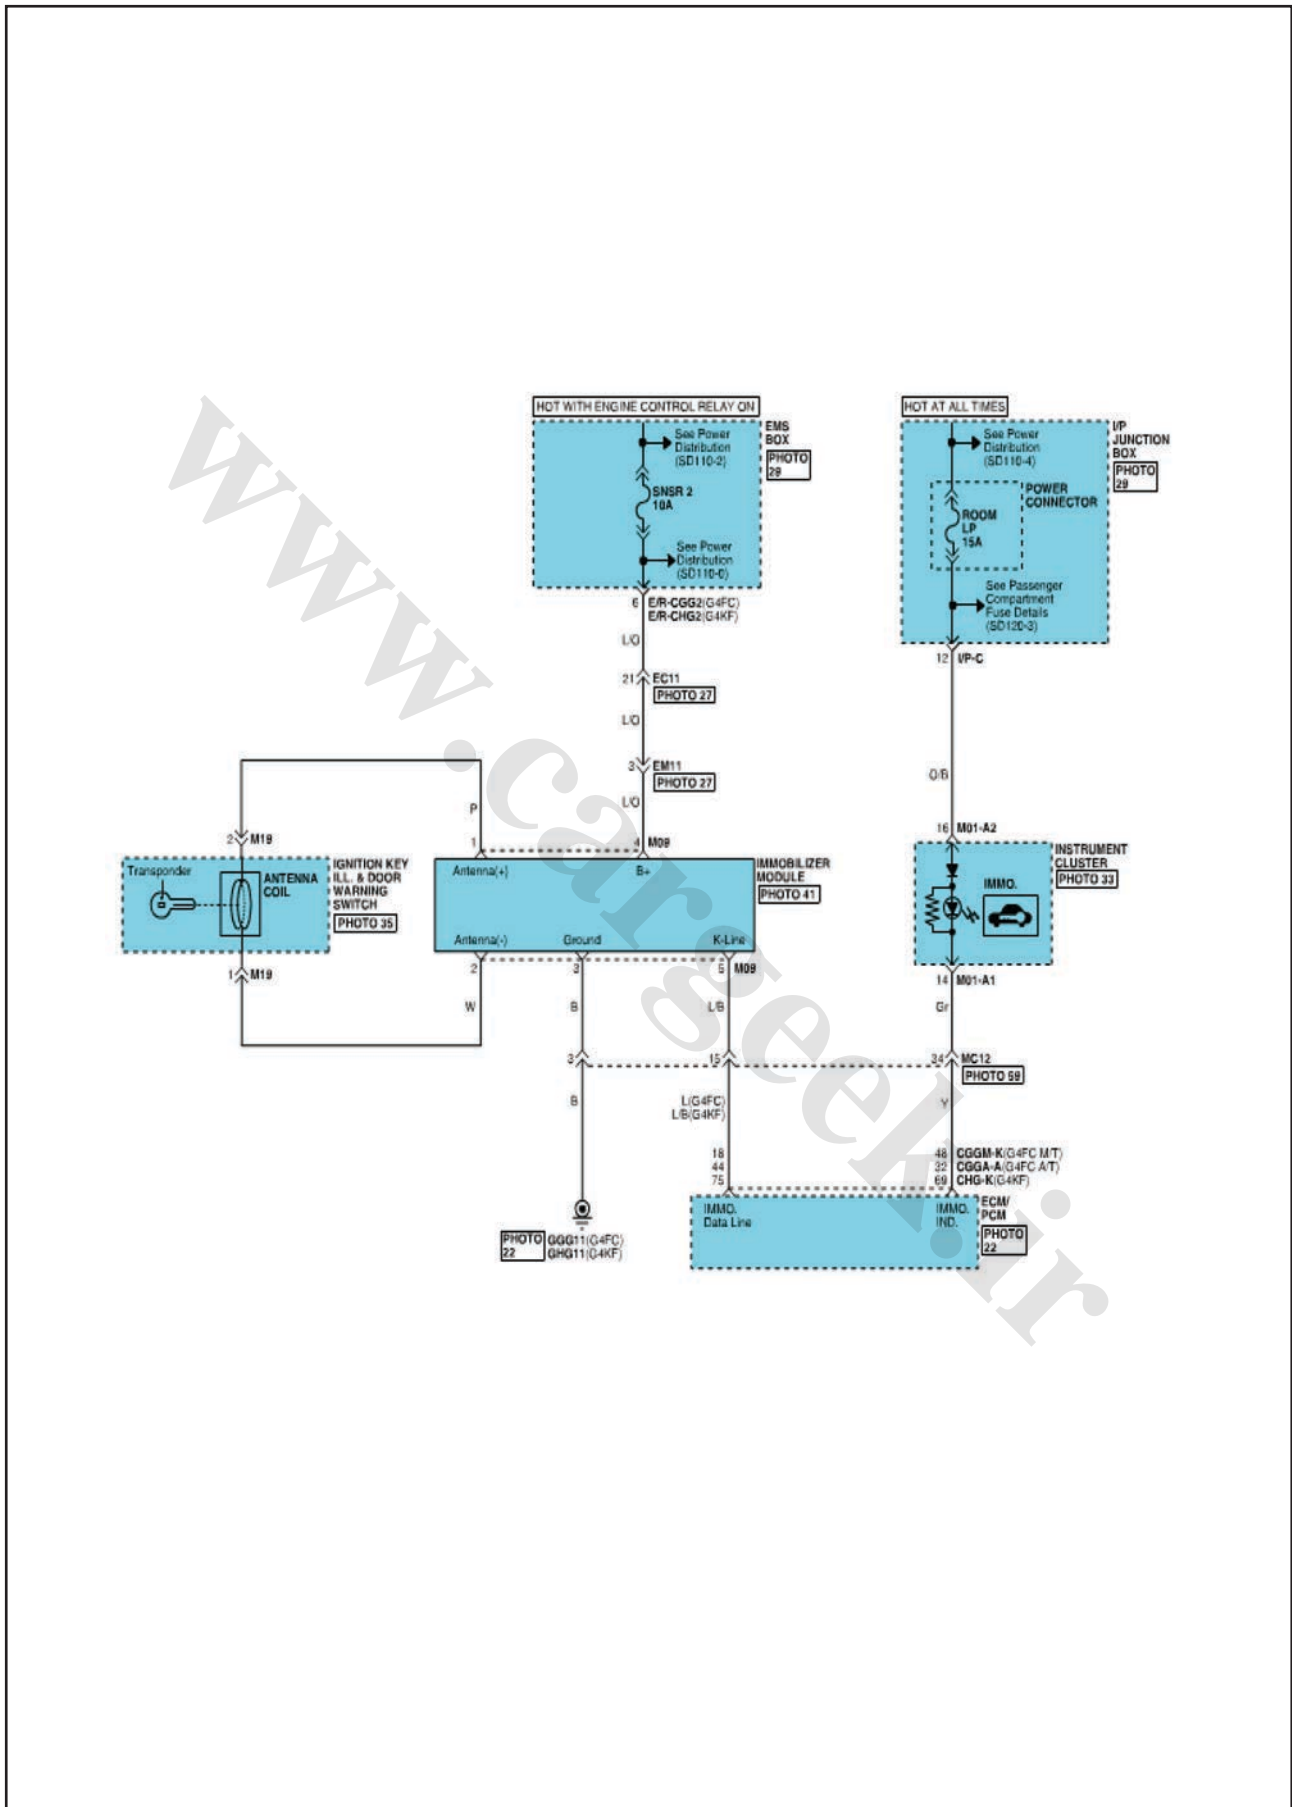 HOT WITH ENGINE CONTROL RELAY ON
See Power
Distribution
(SD110-2)
SNSR 2
10A
See Power
Distribution
(SD110-0)
EMS
BOX
PHOTO
29
6 E/R-CGG2(G4FC)
E/R-CHG2(G4KF)
L/O
21 EC11
PHOTO 27
L/O
3 EM11
PHOTO 27
L/O
4 M09
HOT AT ALL TIMES
See Power
Distribution
(SD110-4)
POWER
CONNECTOR
ROOM
LP
15A
See Passenger
Compartment
Fuse Details
(SD120-3)
I/P
JUNCTION
BOX
PHOTO
29
12 I/P-C
O/B
16 M01-A2
INSTRUMENT
CLUSTER
PHOTO 33
IMMO.
14 M01-A1
Gr
34 MC12
PHOTO 59
Y
P
1
2 M19
Transponder
ANTENNA
COIL
IGNITION KEY
ILL. & DOOR
WARNING
SWITCH
PHOTO 35
1 M19
W
Antenna(+)
B+
IMMOBILIZER
MODULE
PHOTO 41
Antenna(-)
Ground
K-Line
2
3
5 M09
B
L/B
3
15
B
L(G4FC)
L/B(G4KF)
18
44
75
48 CGGM-K(G4FC M/T)
32 CGGA-A(G4FC A/T)
69 CHG-K(G4KF)
IMMO.
Data Line
IMMO.
IND.
ECM/
PCM
PHOTO
22
PHOTO
22
GGG11(G4FC)
GHG11(G4KF)
www.cargeek.ir